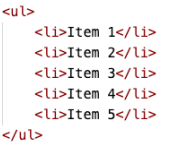 <ul>
    <li>Item 1</li>
    <li>Item 2</li>
    <li>Item 3</li>
    <li>Item 4</li>
    <li>Item 5</li>
</ul>